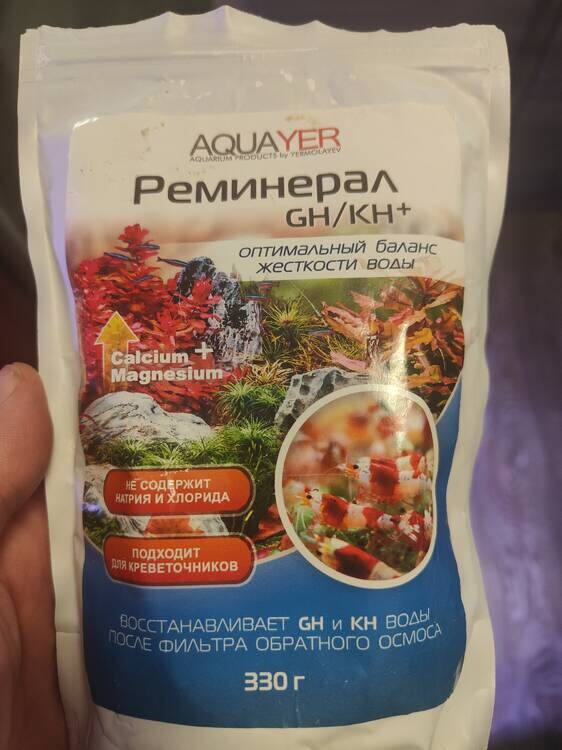 AQUAYER
AQUARIUM PRODUCTS by YERMOLAYEV
Реминерал
GH/KH+
оптимальный баланс
жесткости воды
Calcium +
Magnesium
НЕ СОДЕРЖИТ
НАТРИЯ И ХЛОРИДА
ПОДХОДИТ
ДЛЯ КРЕВЕТОЧНИКОВ
ВОССТАНАВЛИВАЕТ GH и KH ВОДЫ
ПОСЛЕ ФИЛЬТРА ОБРАТНОГО ОСМОСА
330 г